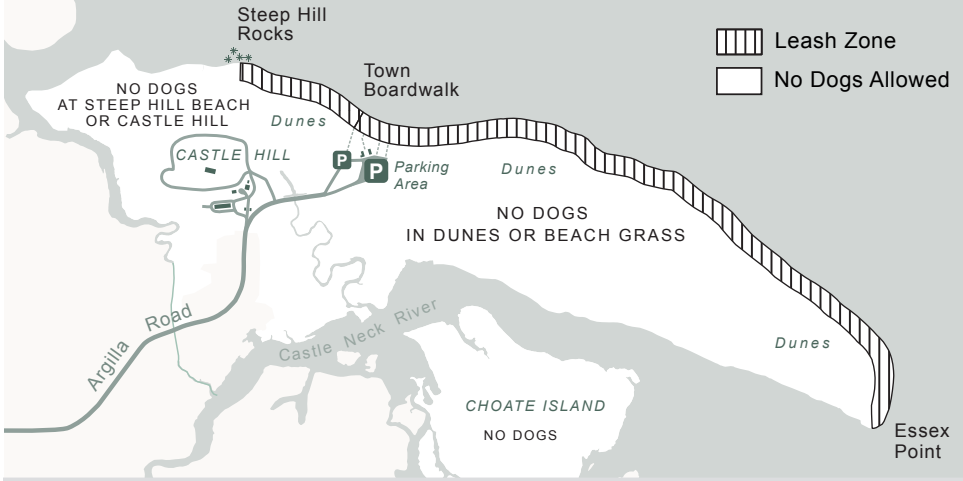 Steep Hill
Rocks
Leash Zone
No Dogs Allowed
Town
Boardwalk
NO DOGS
AT STEEP HILL BEACH
OR CASTLE HILL
Dunes
CASTLE HILL
P
P
Parking
Area
Dunes
NO DOGS
IN DUNES OR BEACH GRASS
Argilla Road
Castle Neck River
Dunes
CHOATE ISLAND
NO DOGS
Essex
Point